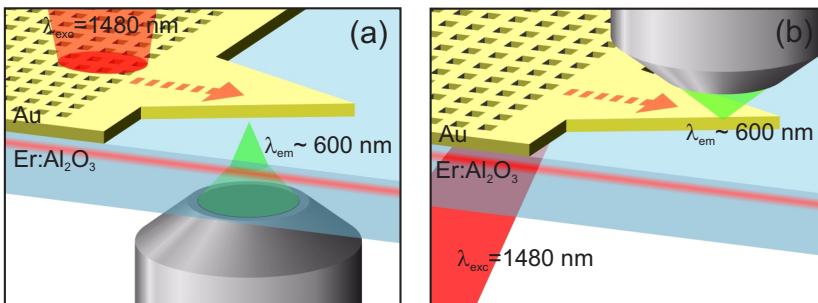 λexc=1480 nm
(a)
Au
Er:Al₂O₃
λem~ 600 nm
(b)
λem~ 600 nm
Au
Er:Al₂O₃
λexc=1480 nm